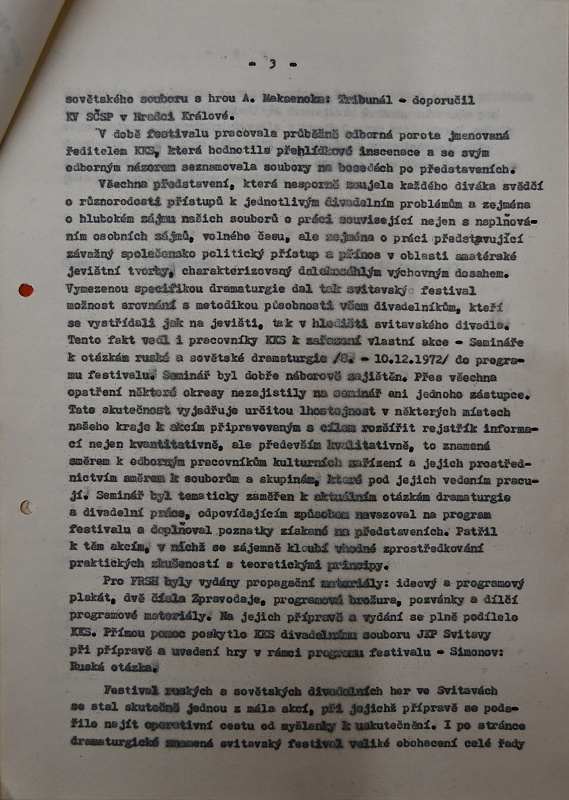 - 3 -
sovětského souboru s hrou A. Maksenoka: Tribunál - doporučil
KV SČSP v Hradci Králové.
V době festivalu pracovala průběžně odborná porota jmenovaná
ředitelem KKS, která hodnotila přehlídkové inscenace a se svým
odborným názorem seznamovala soubory na besedách po představeních.
Všechna představení, která nesporně zaujala každého diváka svědčí
o různorodosti přístupů k jednotlivým divadelním problémům a zejména
o hlubokém zájmu našich souborů o práci související nejen s naplňová-
ním osobních zájmů, volného času, ale zejména o práci představující
závažný společensko politický přístup a přínos v oblasti amatérské
jevištní tvorby, charakterizovaný dalekosáhlým výchovným dosahem.
Vymezenou specifikou dramaturgie dal tak svitavský festival
možnost srovnání s metodikou působnosti všem divadelníkům, kteří
se vystřídali jak na jevišti, tak v hledišti svitavského divadla.
Tento fakt vedl i pracovníky KKS k zařazení vlastní akce - Semináře
k otázkám ruské a sovětské dramaturgie /8. - 10.12.1972/ do progra-
mu festivalu. Seminář byl dobře náborově zajištěn. Přes všechna
opatření některé okresy nezajistily na seminář ani jednoho zástupce.
Tato skutečnost vyjadřuje určitou lhostejnost v některých místech
našeho kraje k akcím připravovaným s cílem rozšířit rejstřík informa-
cí nejen kvantitativně, ale především kvalitativně, to znamená
směrem k odborným pracovníkům kulturních zařízení a jejich prostřed-
nictvím směrem k souborům a skupinám, které pod jejich vedením pracu-
jí. Seminář byl tematicky zaměřen k aktuálním otázkám dramaturgie
a divadelní práce, odpovídajícím způsobem navazoval na program
festivalu a doplňoval poznatky získané na představeních. Patřil
k těm akcím, v nichž se zájemně kloubí vhodné zprostředkování
praktických zkušeností s teoretickými principy.
Pro FRSH byly vydány propagační materiály: ideový a programový
plakát, dvě čísla Zpravodaje, programová brožura, pozvánky a dílčí
programové materiály. Na jejich přípravě a vydání se plně podílelo
KKS. Přímou pomoc poskytlo KKS divadelnímu souboru JKP Svitavy
při přípravě a uvedení hry v rámci programu festivalu - Simonov:
Ruská otázka.
Festival ruských a sovětských divadelních her ve Svitavách
se stal skutečně jednou z mála akcí, při jejichž přípravě se poda-
řilo najít operativní cestu od myšlenky k uskutečnění. I po stránce
dramaturgické znamená svitavský festival veliké obohacení celé řady